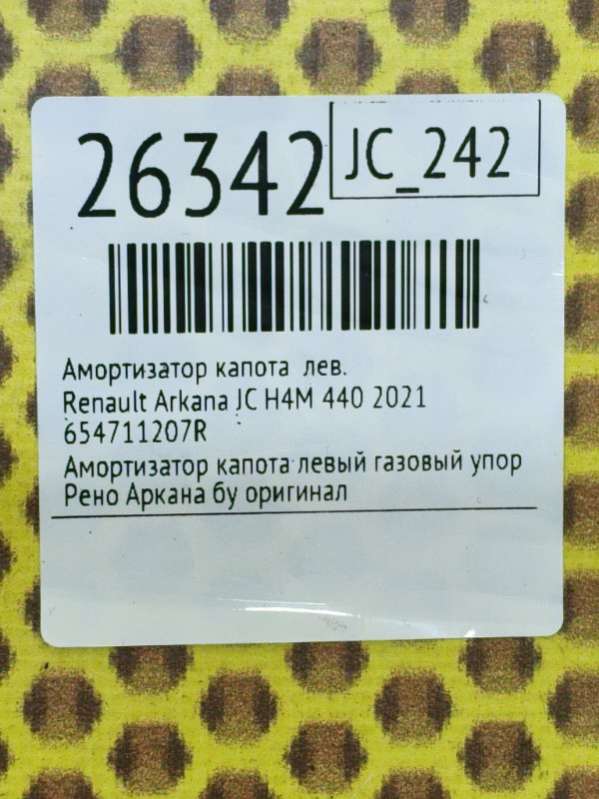 26342
JC_242
Амортизатор капота лев.
Renault Arkana JC H4M 440 2021
654711207R
Амортизатор капота левый газовый упор
Рено Аркана бу оригинал